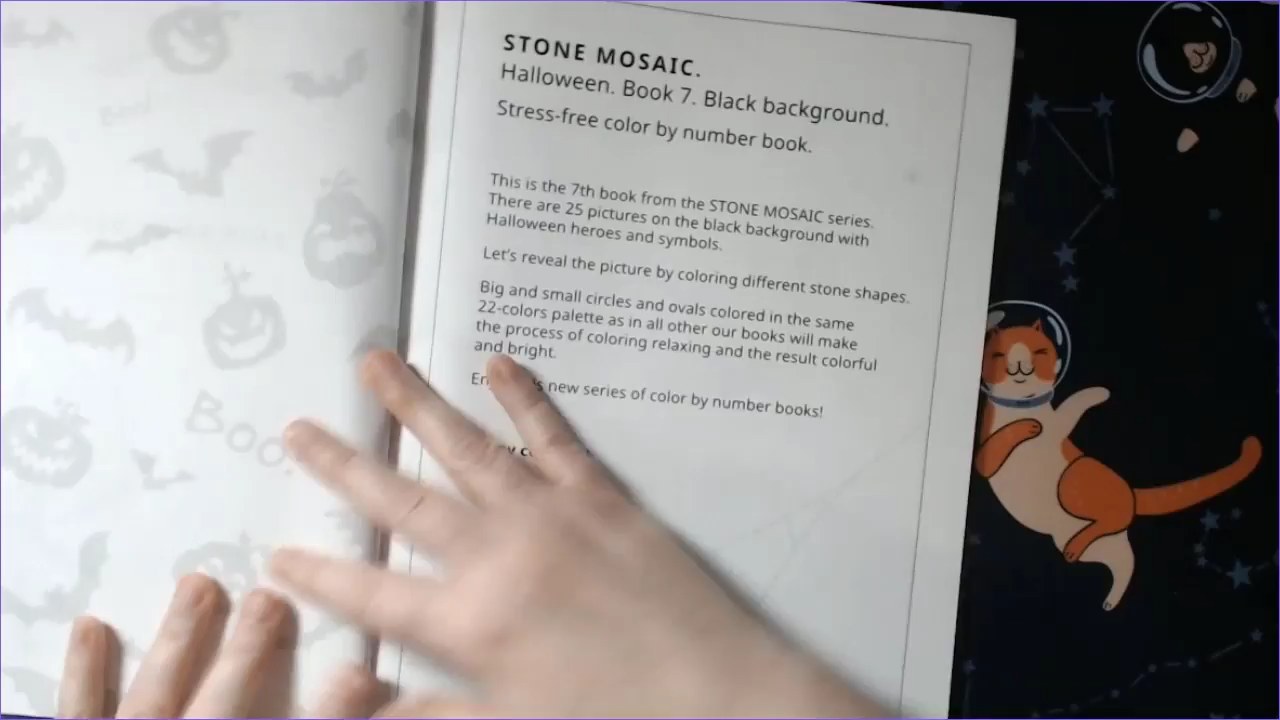 STONE MOSAIC.
Halloween. Book 7. Black background.
Stress-free color by number book.
This is the 7th book from the STONE MOSAIC series.
There are 25 pictures on the black background with
Halloween heroes and symbols.
Let's reveal the picture by coloring different stone shapes.
Big and small circles and ovals colored in the same
22-colors palette as in all other our books will make
the process of coloring relaxing and the result colorful
and bright.
new series of color by number books!
Boo!
Boo